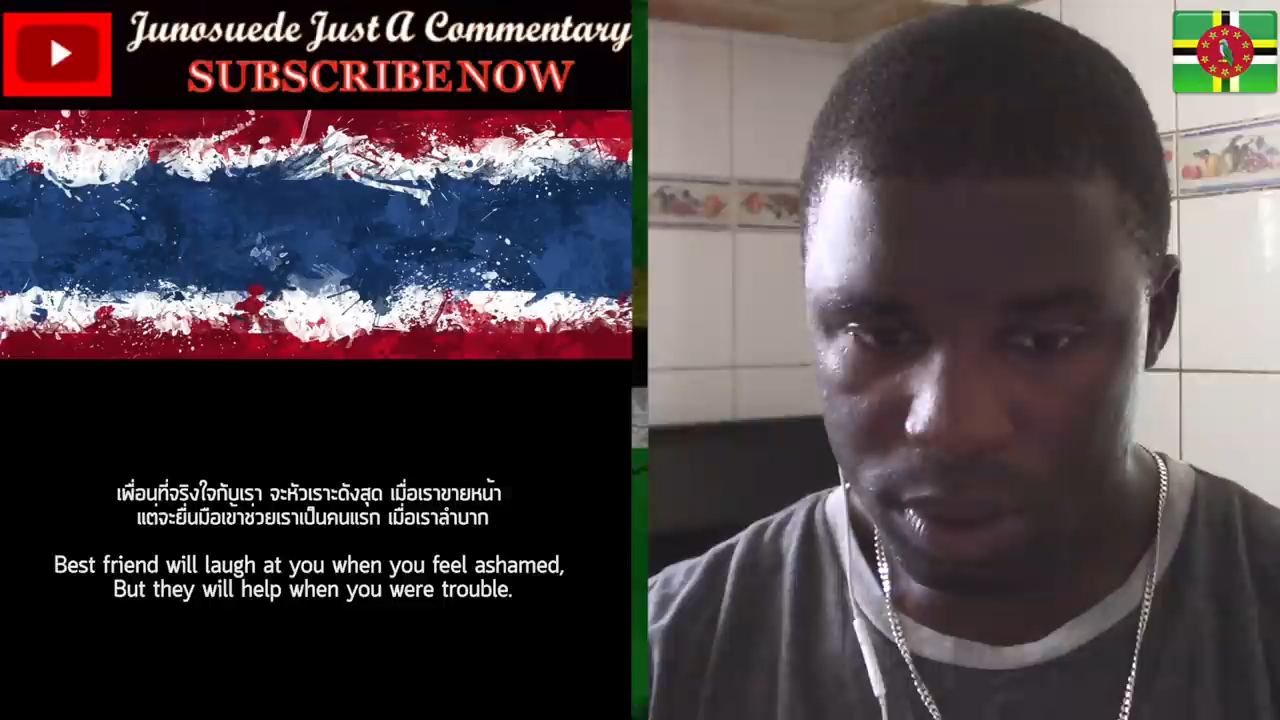 Junosuede Just A Commentary
SUBSCRIBE NOW
เพื่อนที่จริงใจกับเรา จะหัวเราะดังสุด เมื่อเราขายหน้า
แต่จะยื่นมือเข้าช่วยเราเป็นคนแรก เมื่อเราลำบาก
Best friend will laugh at you when you feel ashamed,
But they will help when you were trouble.